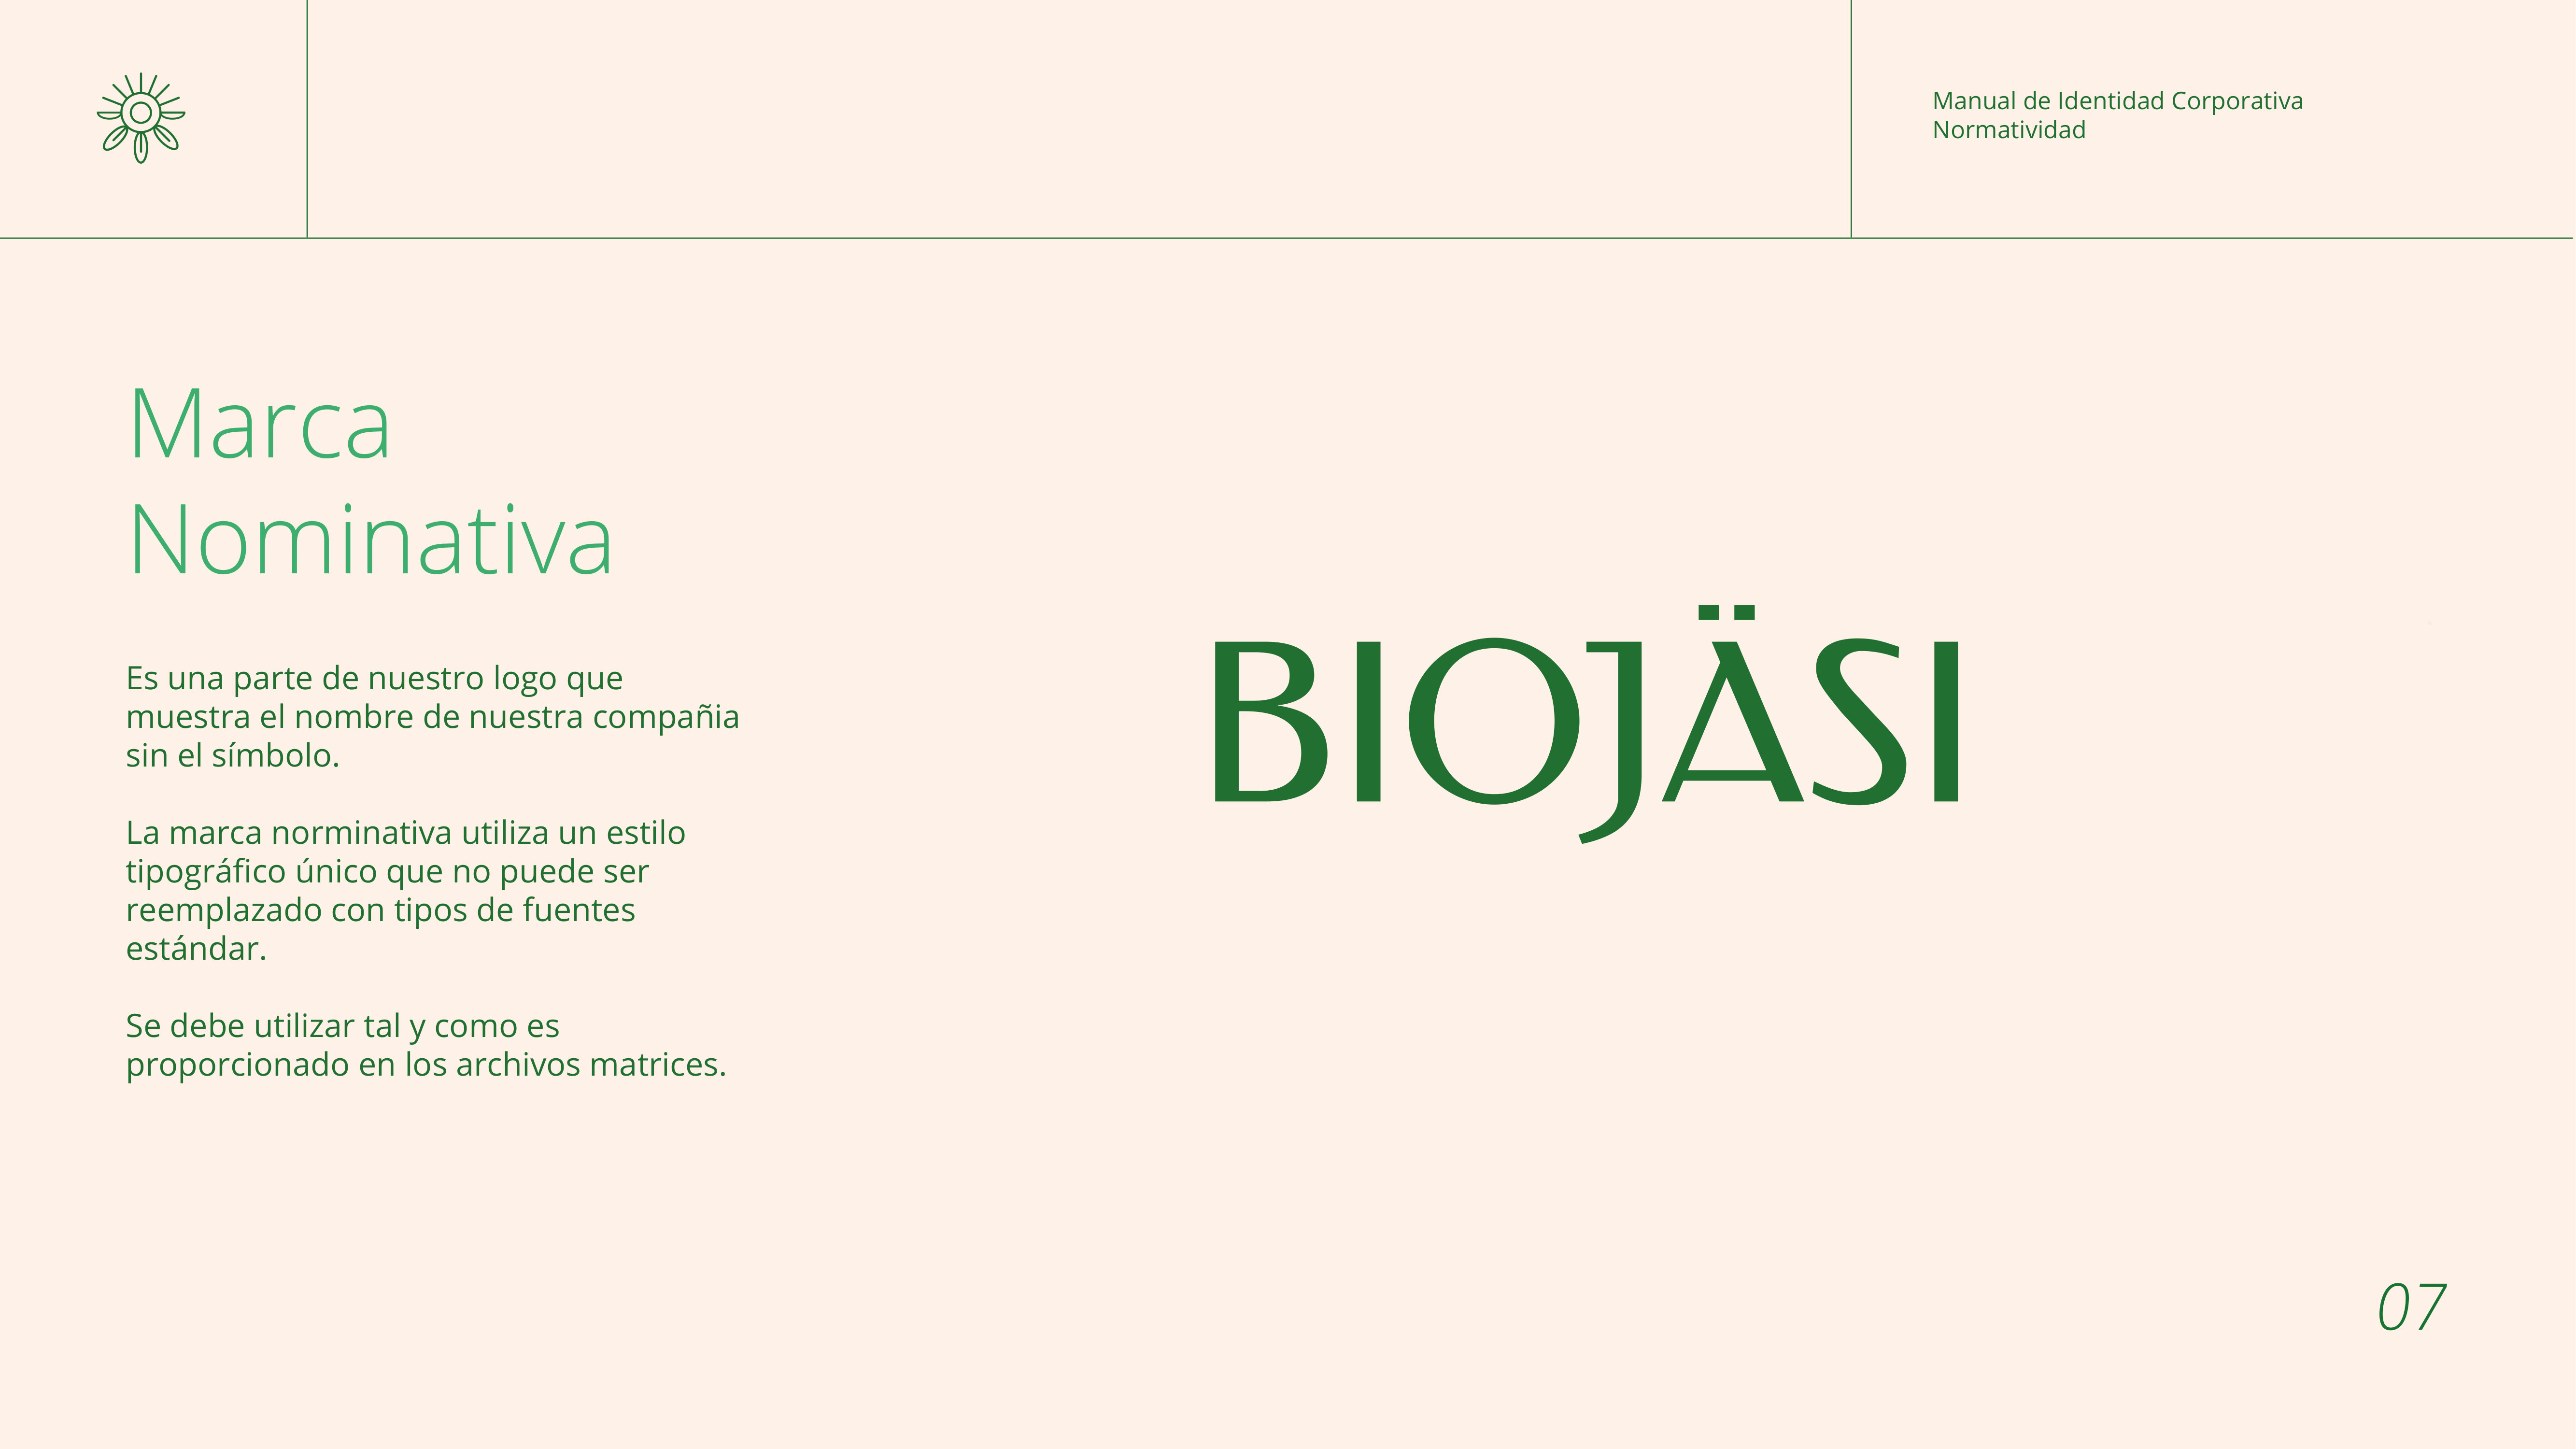 Manual de Identidad Corporativa
Normatividad
Marca
Nominativa
Es una parte de nuestro logo que
muestra el nombre de nuestra compañia
sin el símbolo.
La marca norminativa utiliza un estilo
tipográfico único que no puede ser
reemplazado con tipos de fuentes
estándar.
Se debe utilizar tal y como es
proporcionado en los archivos matrices.
BIOJÄSI
07